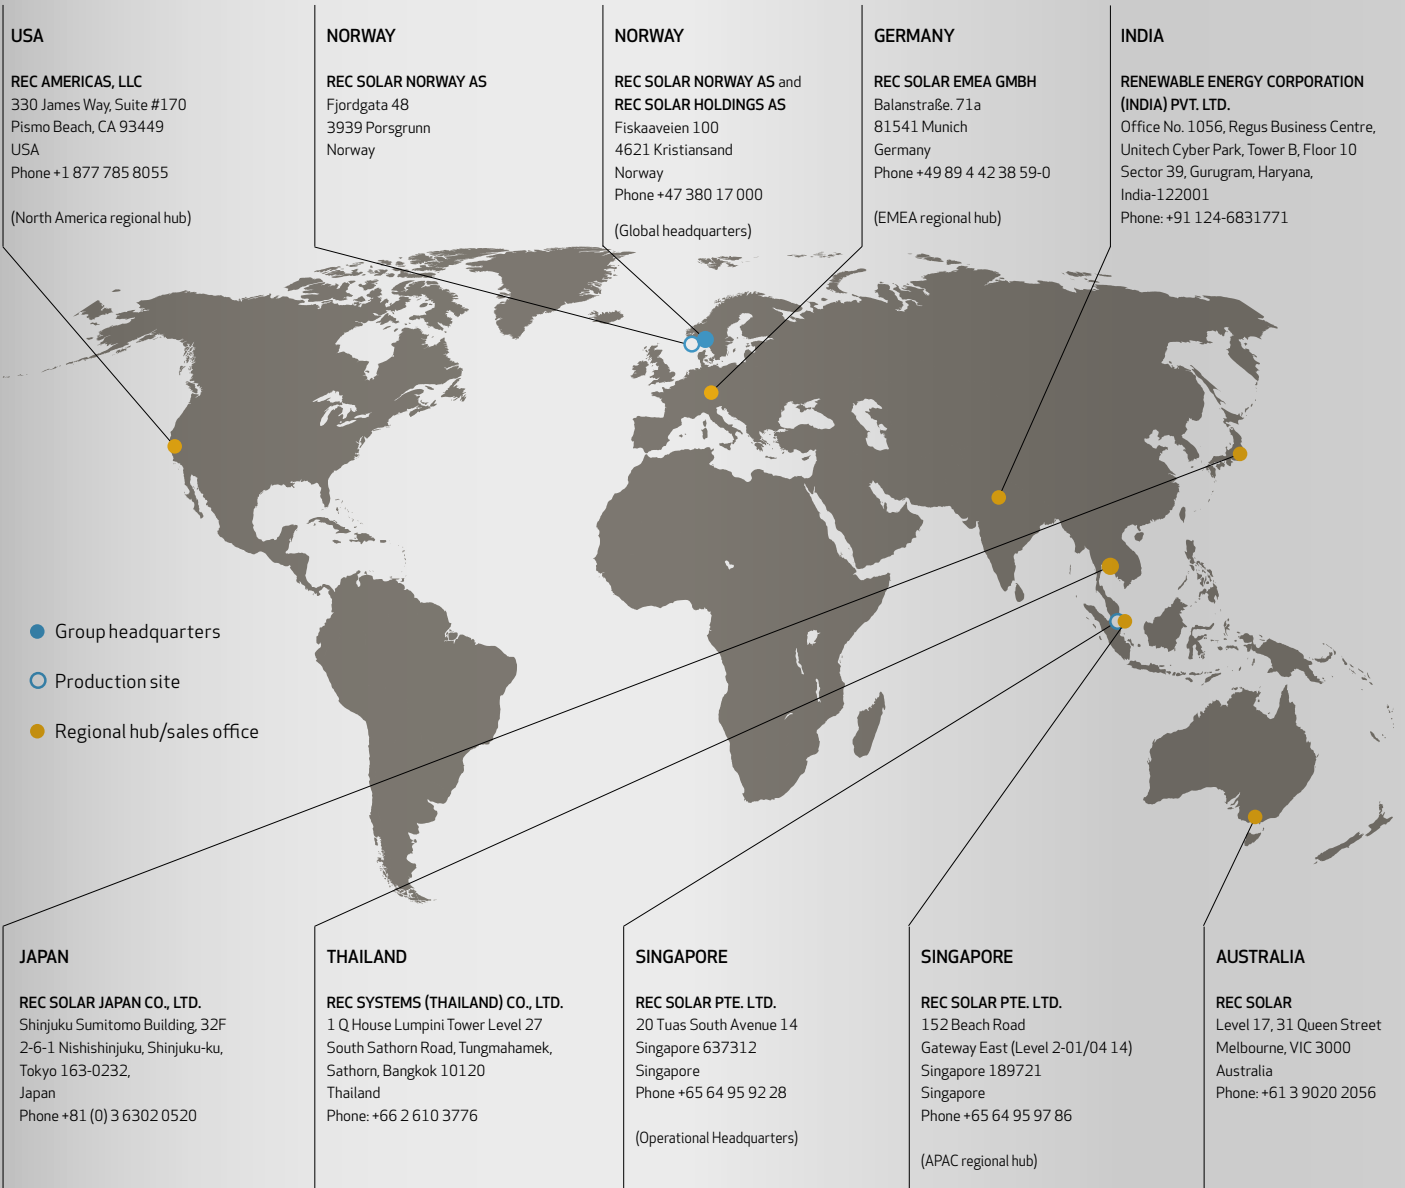 USA
REC AMERICAS, LLC
330 James Way, Suite #170
Pismo Beach, CA 93449
USA
Phone +1 877 785 8055
(North America regional hub)
NORWAY
REC SOLAR NORWAY AS
Fjordgata 48
3939 Porsgrunn
Norway
NORWAY
REC SOLAR NORWAY AS and
REC SOLAR HOLDINGS AS
Fiskaaveien 100
4621 Kristiansand
Norway
Phone +47 380 17 000
(Global headquarters)
GERMANY
REC SOLAR EMEA GMBH
Balanstraße. 71a
81541 Munich
Germany
Phone +49 89 4 42 38 59-0
(EMEA regional hub)
INDIA
RENEWABLE ENERGY CORPORATION
(INDIA) PVT. LTD.
Office No. 1056, Regus Business Centre,
Unitech Cyber Park, Tower B, Floor 10
Sector 39, Gurugram, Haryana,
India-122001
Phone: +91 124-6831771
Group headquarters
Production site
Regional hub/sales office
JAPAN
REC SOLAR JAPAN CO., LTD.
Shinjuku Sumitomo Building, 32F
2-6-1 Nishishinjuku, Shinjuku-ku,
Tokyo 163-0232,
Japan
Phone +81 (0) 3 6302 0520
THAILAND
REC SYSTEMS (THAILAND) CO., LTD.
1 Q House Lumpini Tower Level 27
South Sathorn Road, Tungmahamek,
Sathorn, Bangkok 10120
Thailand
Phone: +66 2 610 3776
SINGAPORE
REC SOLAR PTE. LTD.
20 Tuas South Avenue 14
Singapore 637312
Singapore
Phone +65 64 95 92 28
(Operational Headquarters)
SINGAPORE
REC SOLAR PTE. LTD.
152 Beach Road
Gateway East (Level 2-01/04 14)
Singapore 189721
Singapore
Phone +65 64 95 97 86
(APAC regional hub)
AUSTRALIA
REC SOLAR
Level 17, 31 Queen Street
Melbourne, VIC 3000
Australia
Phone: +61 3 9020 2056